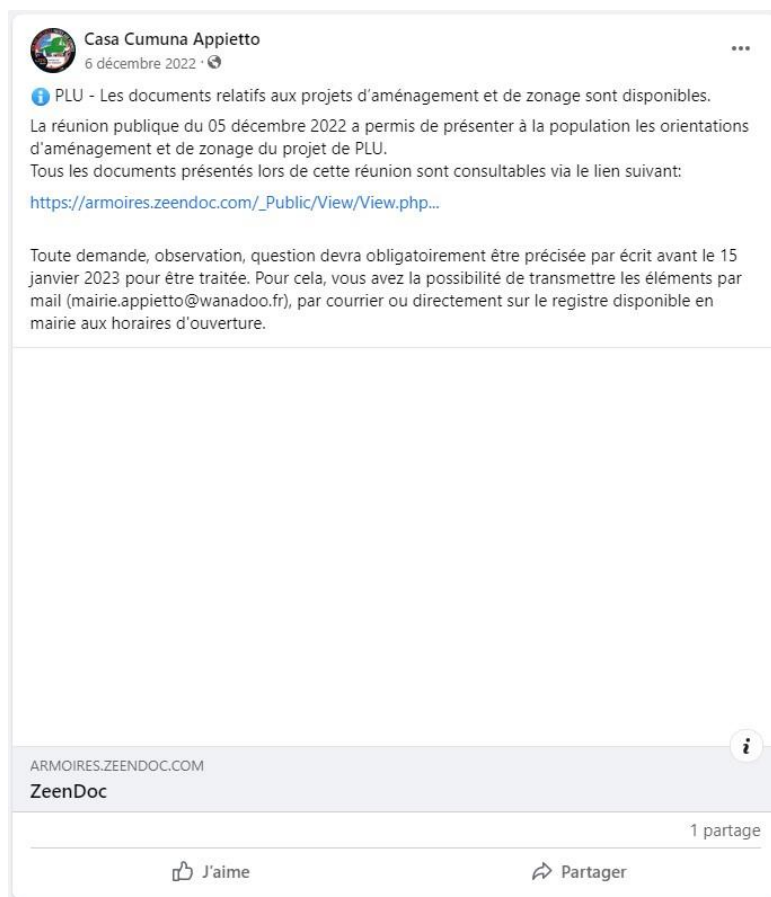 Casa Cumuna Appietto
6 décembre 2022 ·
PLU - Les documents relatifs aux projets d'aménagement et de zonage sont disponibles.
La réunion publique du 05 décembre 2022 a permis de présenter à la population les orientations
d'aménagement et de zonage du projet de PLU.
Tous les documents présentés lors de cette réunion sont consultables via le lien suivant:
https://armoires.zeendoc.com/_Public/View/View.php...
Toute demande, observation, question devra obligatoirement être précisée par écrit avant le 15
janvier 2023 pour être traitée. Pour cela, vous avez la possibilité de transmettre les éléments par
mail (mairie.appietto@wanadoo.fr), par courrier ou directement sur le registre disponible en
mairie aux horaires d'ouverture.
ARMOIRES.ZEENDOC.COM
ZeenDoc
1 partage
J'aime
Partager